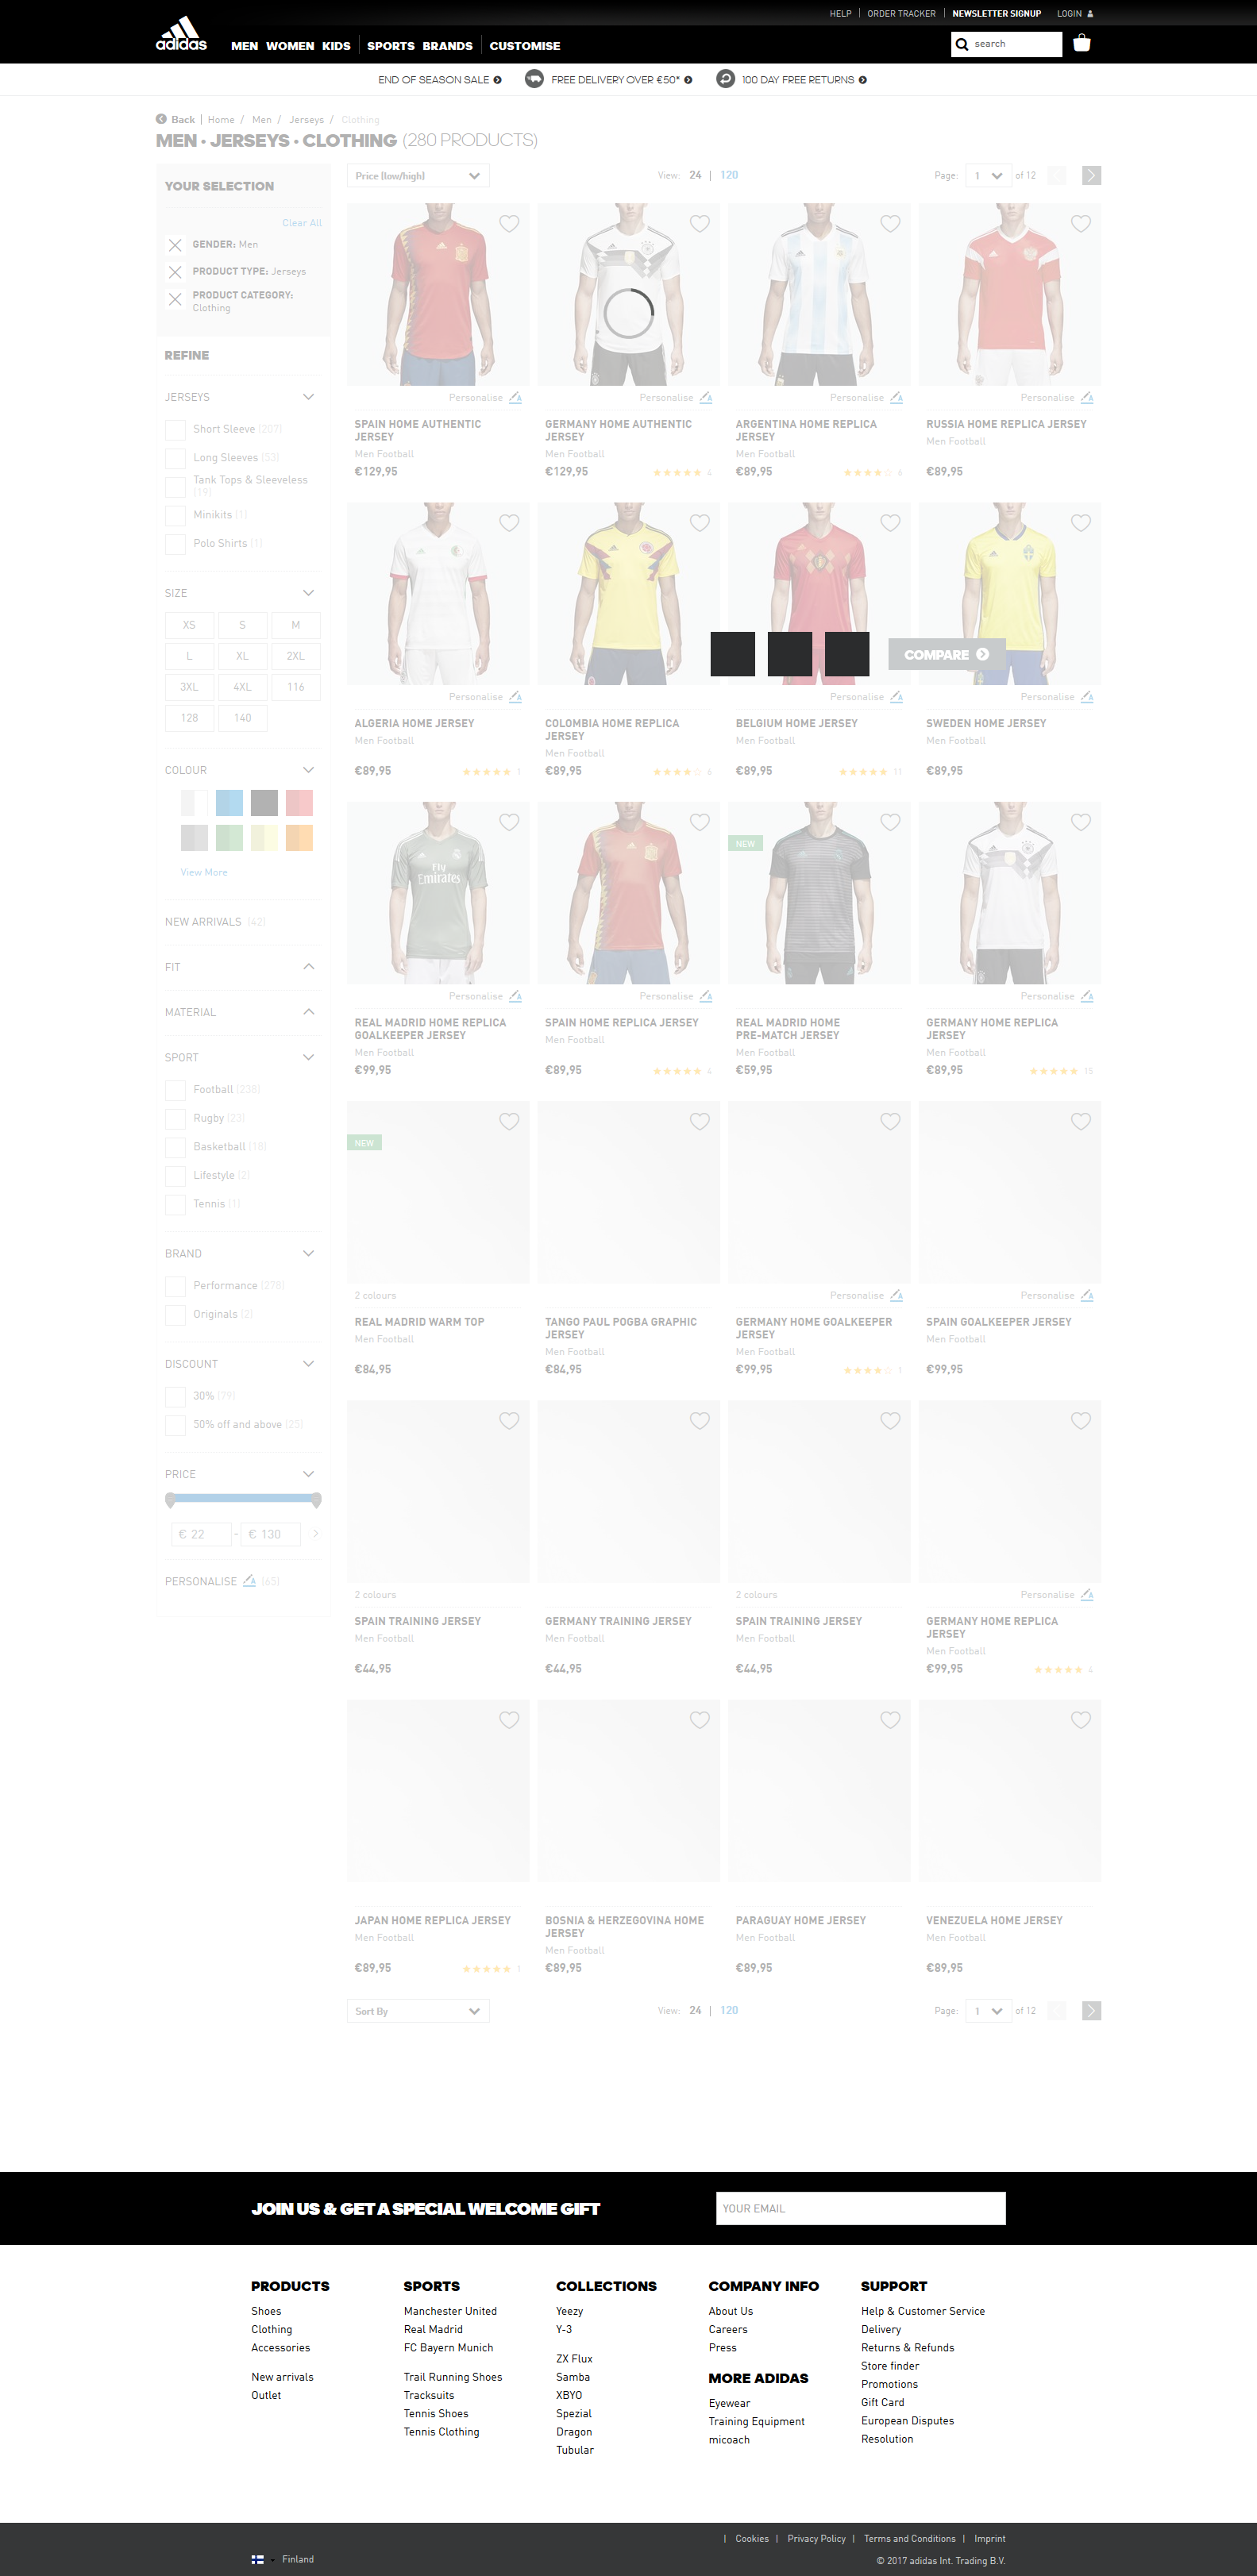 HELP | ORDER TRACKER | NEWSLETTER SIGNUP LOGIN
adidas
MEN WOMEN KIDS | SPORTS BRANDS | CUSTOMISE
search
END OF SEASON SALE
FREE DELIVERY OVER €50*
100 DAY FREE RETURNS
Back | Home / Men / Jerseys / Clothing
MEN · JERSEYS · CLOTHING (280 PRODUCTS)
YOUR SELECTION
Clear All
GENDER: Men
PRODUCT TYPE: Jerseys
PRODUCT CATEGORY:
Clothing
REFINE
JERSEYS
Short Sleeve (207)
Long Sleeves (53)
Tank Tops & Sleeveless
(19)
Minikits (1)
Polo Shirts (1)
SIZE
XS S M
L XL 2XL
3XL 4XL 116
128 140
COLOUR
View More
NEW ARRIVALS (42)
FIT
MATERIAL
SPORT
Football (238)
Rugby (23)
Basketball (18)
Lifestyle (2)
Tennis (1)
BRAND
Performance (278)
Originals (2)
DISCOUNT
30% (79)
50% off and above (25)
PRICE
€ 22 - € 130
PERSONALISE (65)
Price (low/high)
View: 24 | 120
Page: 1 of 12
Personalise
SPAIN HOME AUTHENTIC
JERSEY
Men Football
€129,95
Personalise
GERMANY HOME AUTHENTIC
JERSEY
Men Football
€129,95 4
Personalise
ARGENTINA HOME REPLICA
JERSEY
Men Football
€89,95 6
Personalise
RUSSIA HOME REPLICA JERSEY
Men Football
€89,95
Personalise
ALGERIA HOME JERSEY
Men Football
€89,95 1
COLOMBIA HOME REPLICA
JERSEY
Men Football
€89,95 6
COMPARE
Personalise
BELGIUM HOME JERSEY
Men Football
€89,95 11
Personalise
SWEDEN HOME JERSEY
Men Football
€89,95
Fly
Emirates
Personalise
REAL MADRID HOME REPLICA
GOALKEEPER JERSEY
Men Football
€99,95
Personalise
SPAIN HOME REPLICA JERSEY
Men Football
€89,95 4
NEW
REAL MADRID HOME
PRE-MATCH JERSEY
Men Football
€59,95
Personalise
GERMANY HOME REPLICA
JERSEY
Men Football
€89,95 15
NEW
2 colours
REAL MADRID WARM TOP
Men Football
€84,95
TANGO PAUL POGBA GRAPHIC
JERSEY
Men Football
€84,95
Personalise
GERMANY HOME GOALKEEPER
JERSEY
Men Football
€99,95 1
Personalise
SPAIN GOALKEEPER JERSEY
Men Football
€99,95
2 colours
SPAIN TRAINING JERSEY
Men Football
€44,95
GERMANY TRAINING JERSEY
Men Football
€44,95
2 colours
SPAIN TRAINING JERSEY
Men Football
€44,95
Personalise
GERMANY HOME REPLICA
JERSEY
Men Football
€99,95 4
JAPAN HOME REPLICA JERSEY
Men Football
€89,95 1
BOSNIA & HERZEGOVINA HOME
JERSEY
Men Football
€89,95
PARAGUAY HOME JERSEY
Men Football
€89,95
VENEZUELA HOME JERSEY
Men Football
€89,95
Sort By
View: 24 | 120
Page: 1 of 12
JOIN US & GET A SPECIAL WELCOME GIFT
YOUR EMAIL
PRODUCTS
Shoes
Clothing
Accessories
New arrivals
Outlet
SPORTS
Manchester United
Real Madrid
FC Bayern Munich
Trail Running Shoes
Tracksuits
Tennis Shoes
Tennis Clothing
COLLECTIONS
Yeezy
Y-3
ZX Flux
Samba
XBYO
Spezial
Dragon
Tubular
COMPANY INFO
About Us
Careers
Press
MORE ADIDAS
Eyewear
Training Equipment
micoach
SUPPORT
Help & Customer Service
Delivery
Returns & Refunds
Store finder
Promotions
Gift Card
European Disputes
Resolution
| Cookies | Privacy Policy | Terms and Conditions | Imprint
Finland
© 2017 adidas Int. Trading B.V.